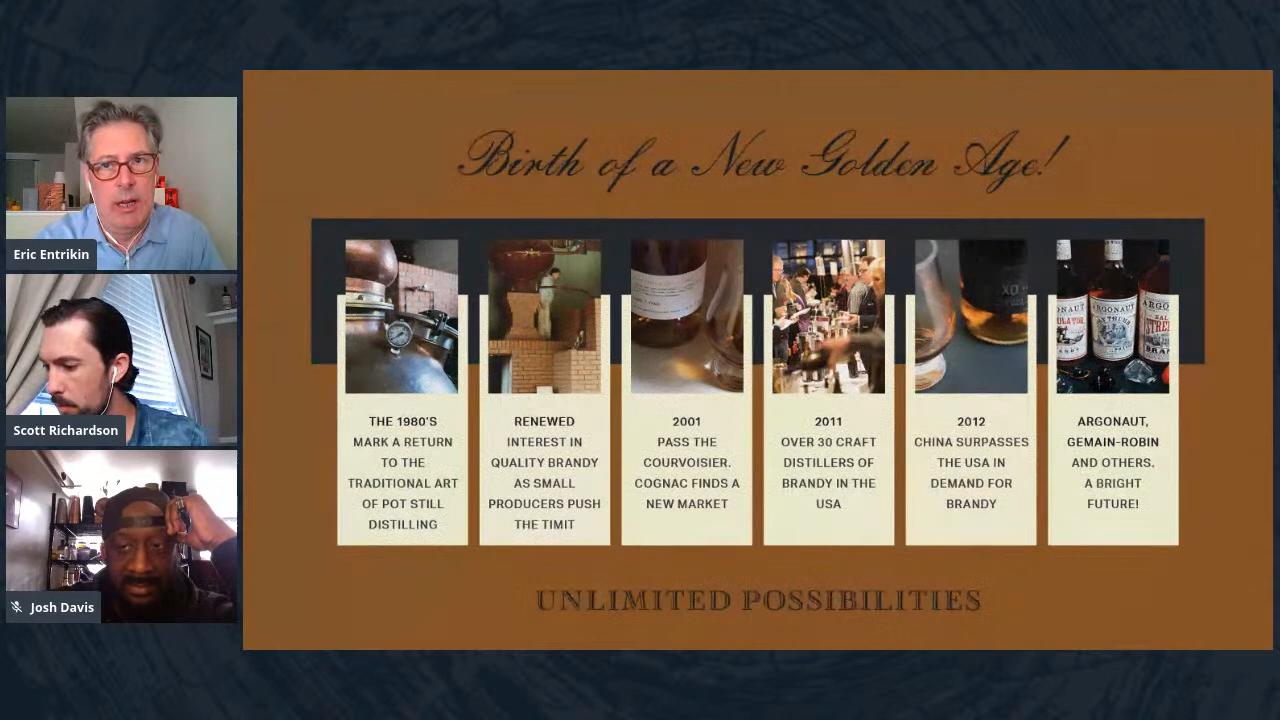 Eric Entrikin
Scott Richardson
Josh Davis
Birth of a New Golden Age!
XO
ARGONAUT
THE 1980'S
MARK A RETURN
TO THE
TRADITIONAL ART
OF POT STILL
DISTILLING
RENEWED
INTEREST IN
QUALITY BRANDY
AS SMALL
PRODUCERS PUSH
THE TIMIT
2001
PASS THE
COURVOISIER.
COGNAC FINDS A
NEW MARKET
2011
OVER 30 CRAFT
DISTILLERS OF
BRANDY IN THE
USA
2012
CHINA SURPASSES
THE USA IN
DEMAND FOR
BRANDY
ARGONAUT,
GEMAIN-ROBIN
AND OTHERS.
A BRIGHT
FUTURE!
UNLIMITED POSSIBILITIES